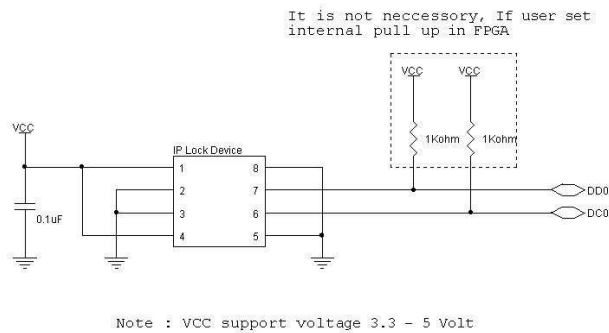 It is not neccessory, If user set
internal pull up in FPGA
VCC VCC
1Kohm 1Kohm
VCC
0.1uF
IP Lock Device
1 8
2 7
3 6
4 5
DD0
DC0
Note : VCC support voltage 3.3 - 5 Volt